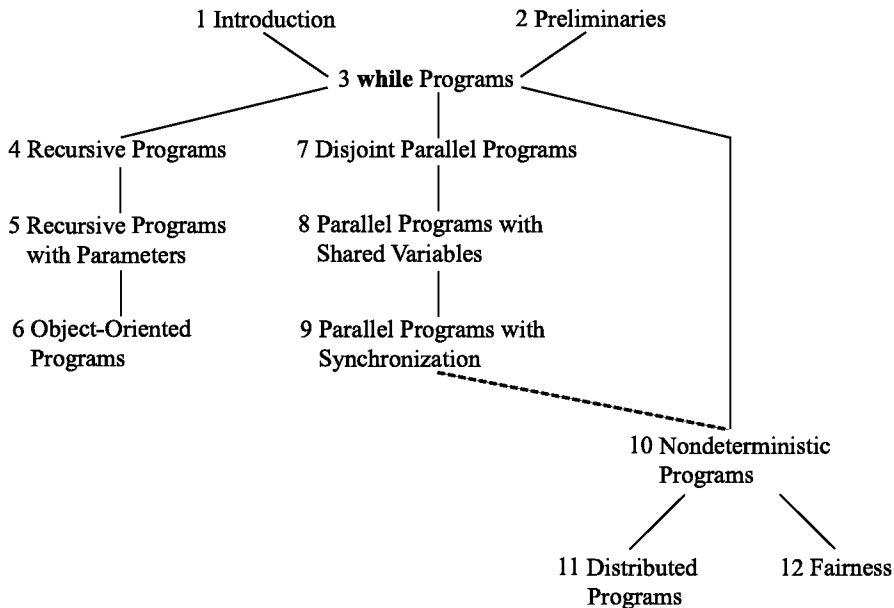 1 Introduction
2 Preliminaries
3 while Programs
4 Recursive Programs
7 Disjoint Parallel Programs
5 Recursive Programs
with Parameters
8 Parallel Programs with
Shared Variables
6 Object-Oriented
Programs
9 Parallel Programs with
Synchronization
10 Nondeterministic
Programs
11 Distributed
Programs
12 Fairness